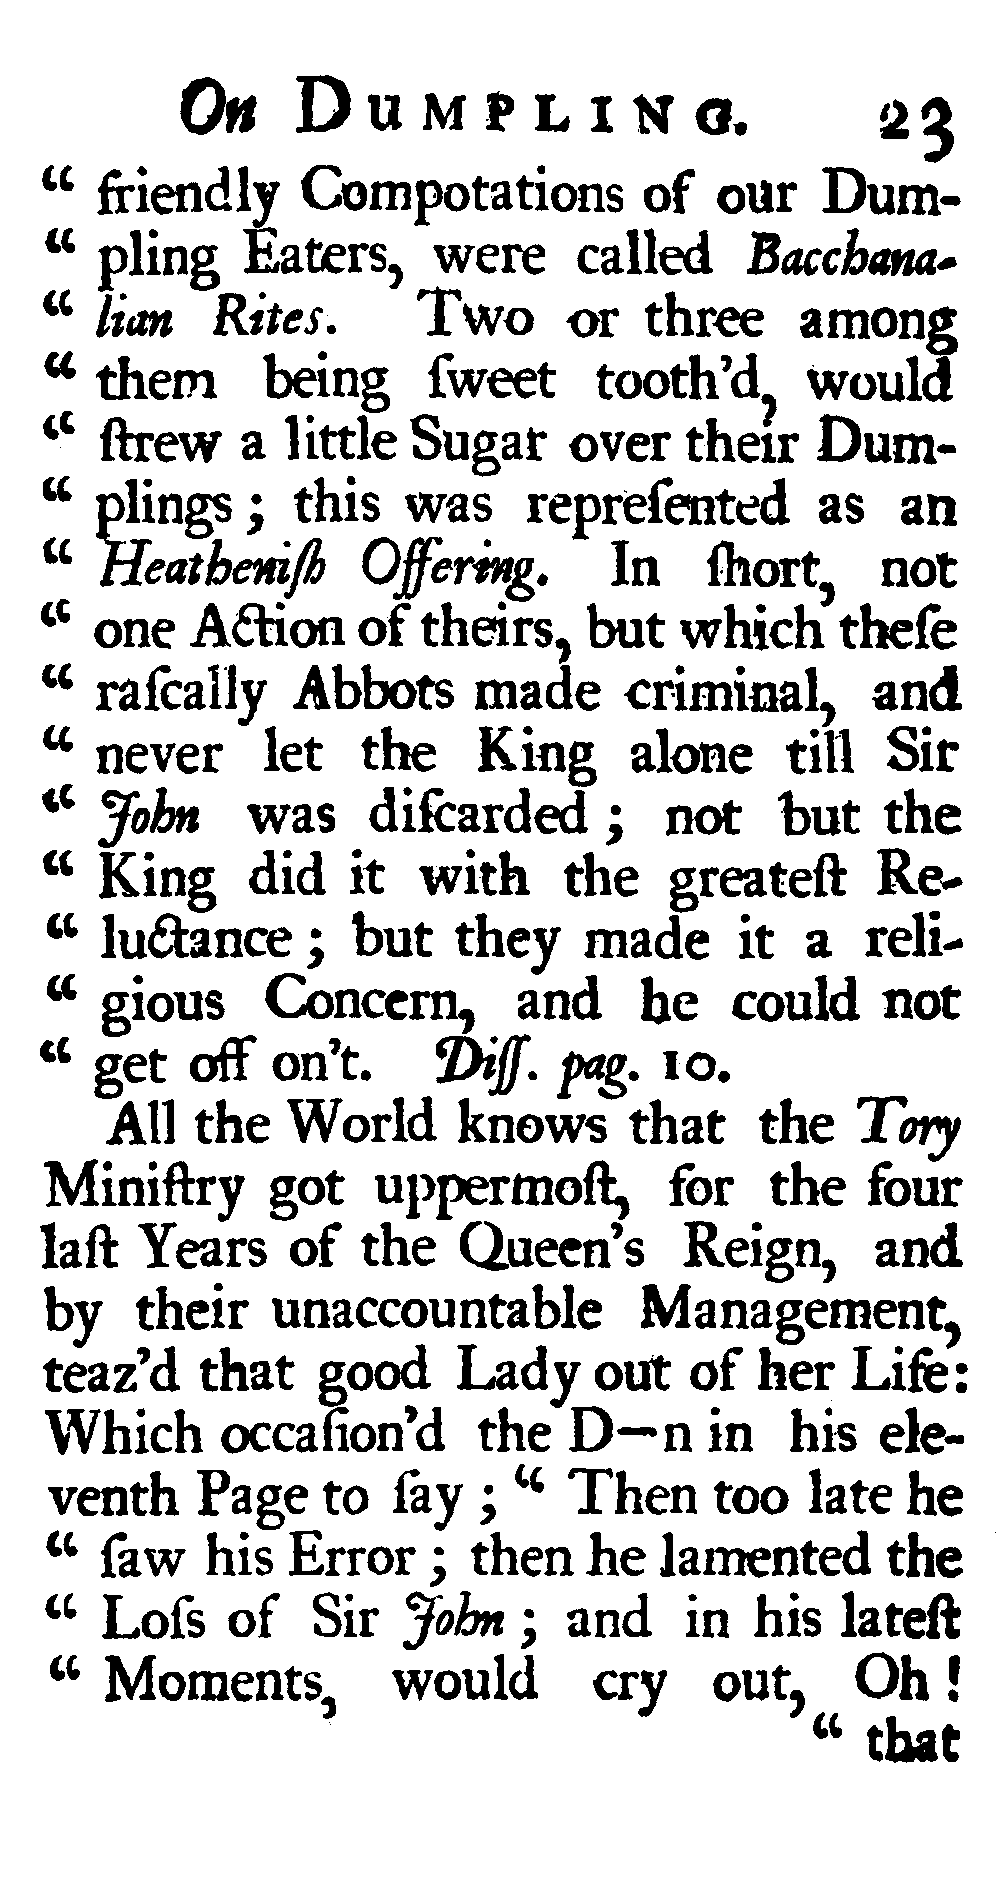 On DUMPLING. 23
“ friendly Compotations of our Dum-
“ pling Eaters, were called Bacchana-
“ lian Rites. Two or three among
“ them being ſweet tooth’d, would
“ ſtrew a little Sugar over their Dum-
“ plings ; this was repreſented as an
“ Heatheniſh Offering. In ſhort, not
“ one Action of theirs, but which theſe
“ raſcally Abbots made criminal, and
“ never let the King alone till Sir
“ John was diſcarded ; not but the
“ King did it with the greateſt Re-
“ luctance ; but they made it a reli-
“ gious Concern, and he could not
“ get off on’t. Diſſ. pag. 10.
All the World knows that the Tory
Miniſtry got uppermoſt, for the four
laſt Years of the Queen’s Reign, and
by their unaccountable Management,
teaz’d that good Lady out of her Life:
Which occaſion’d the D—n in his ele-
venth Page to ſay ; “ Then too late he
“ ſaw his Error ; then he lamented the
“ Loſs of Sir John ; and in his lateſt
“ Moments, would cry out, Oh !
“ that